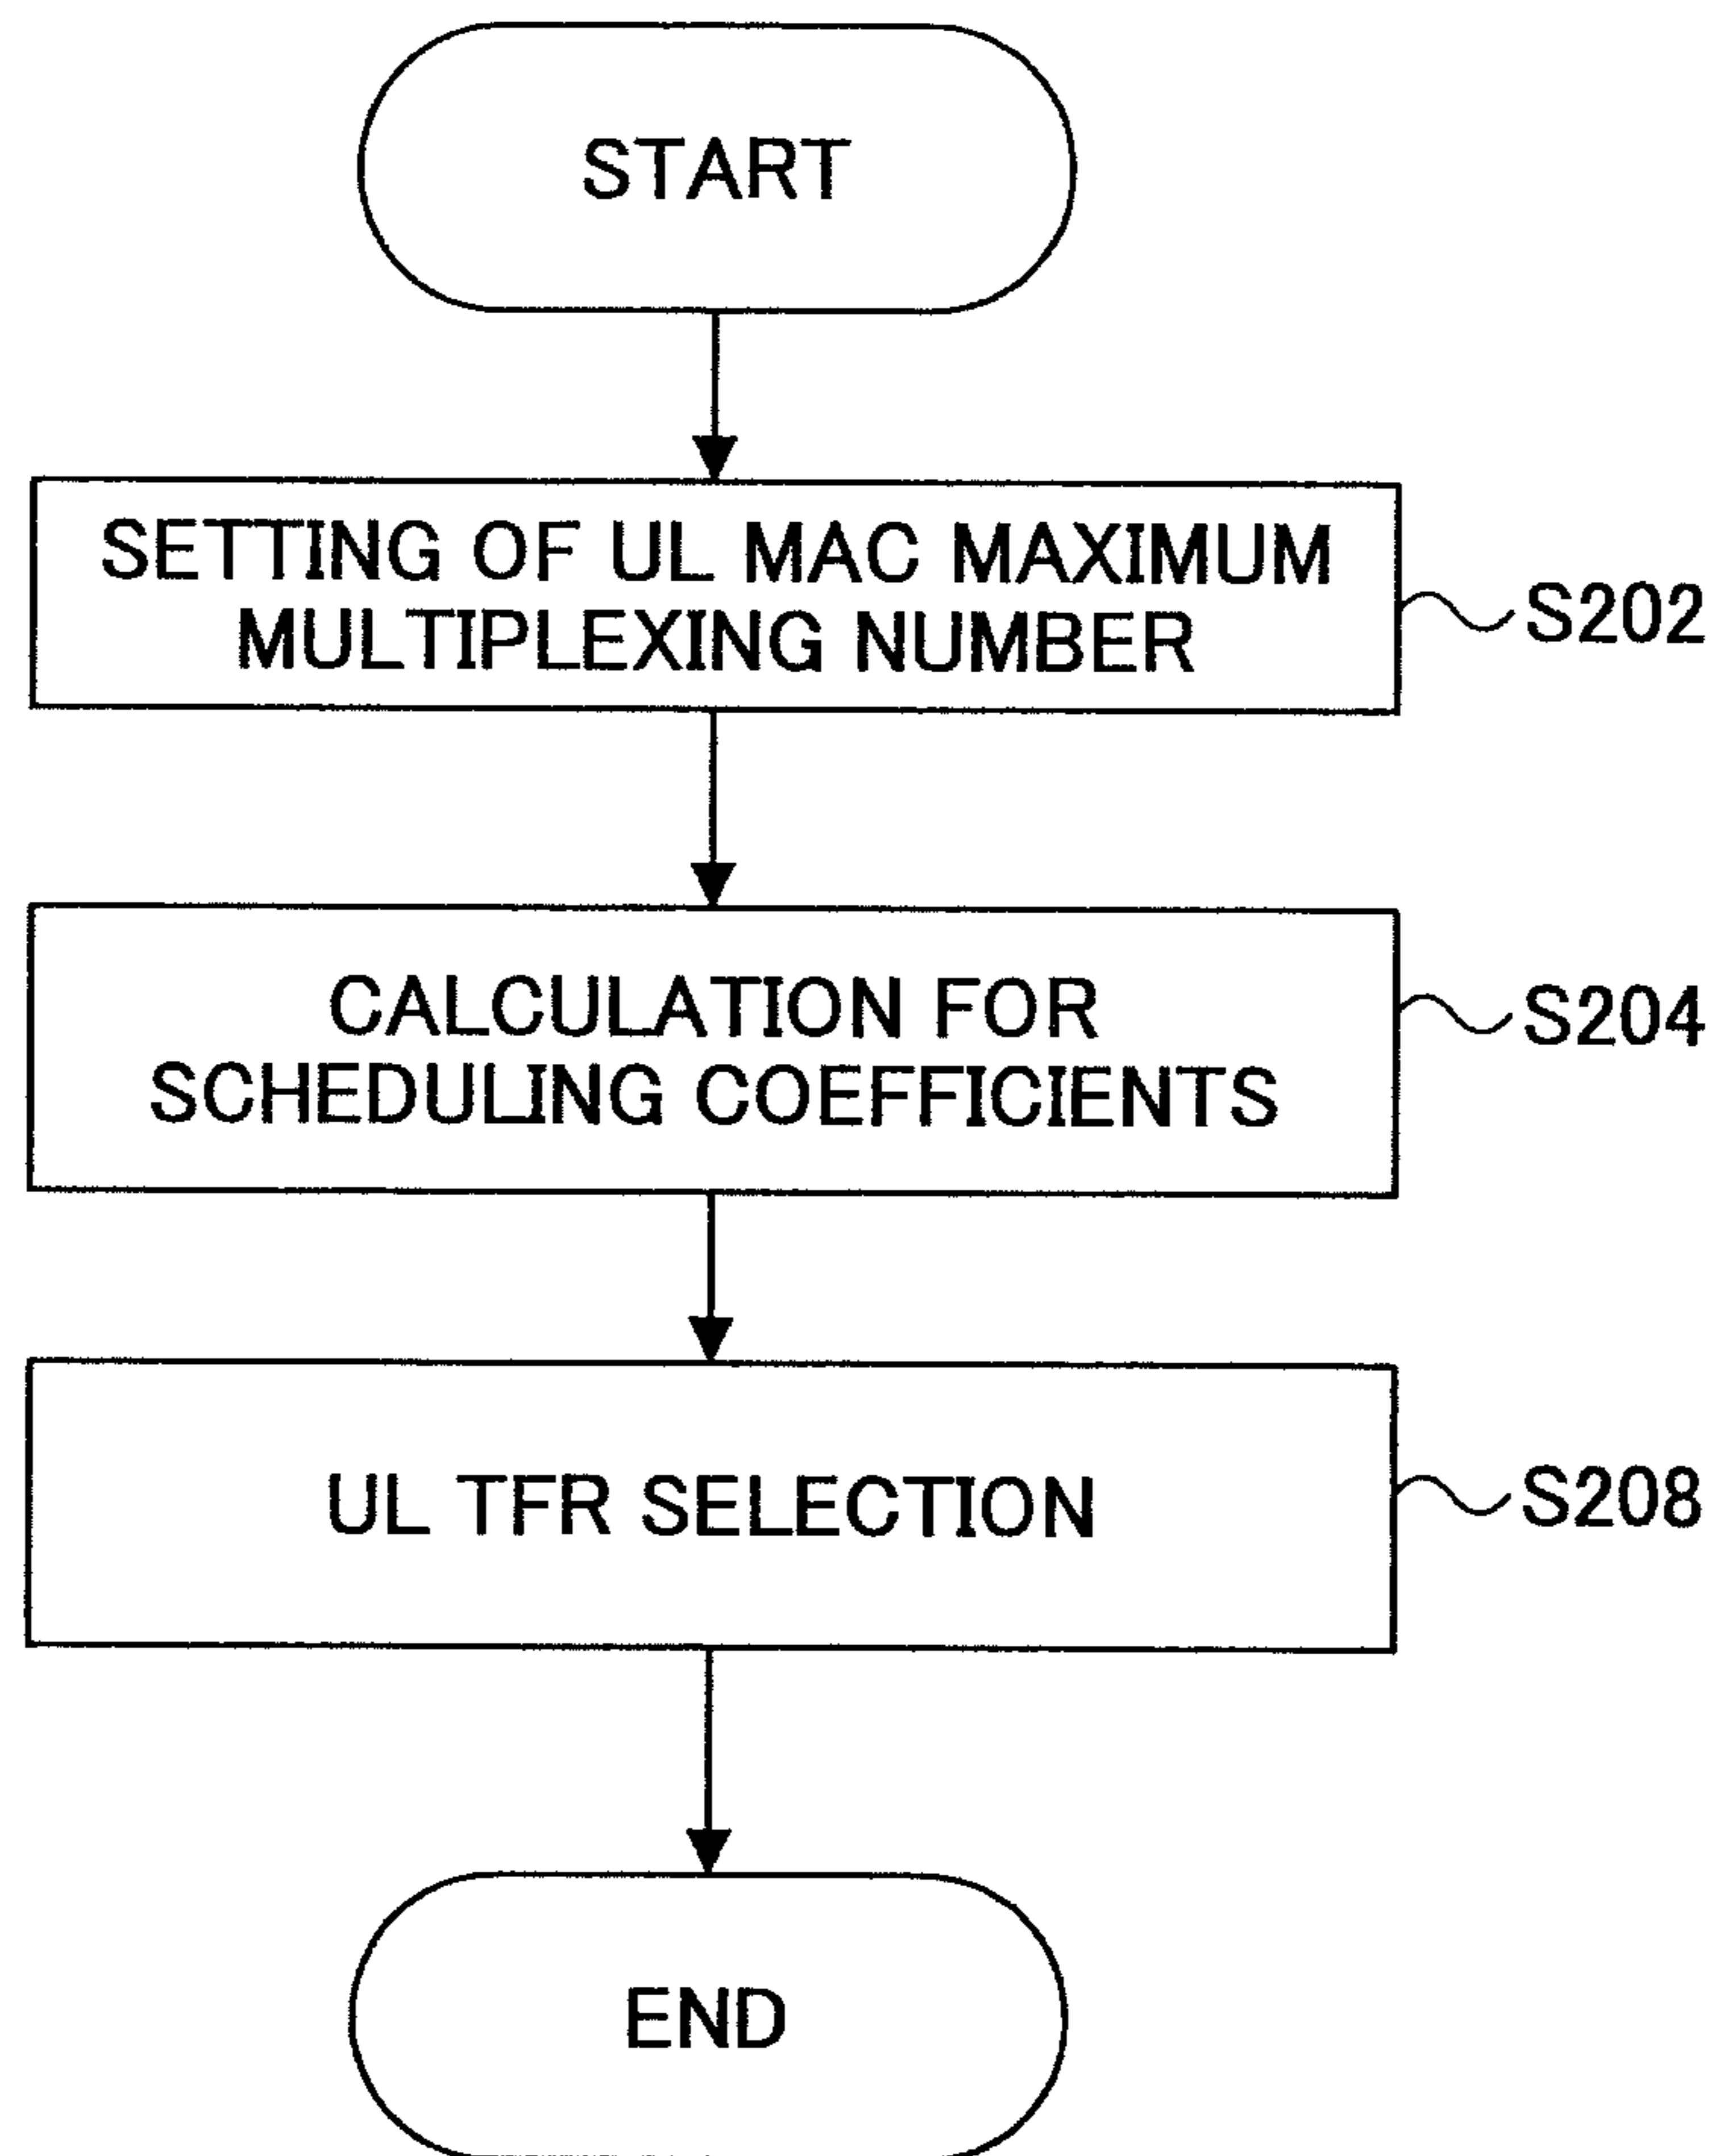 START
SETTING OF UL MAC MAXIMUM
MULTIPLEXING NUMBER
S202
CALCULATION FOR
SCHEDULING COEFFICIENTS
S204
UL TFR SELECTION
S208
END